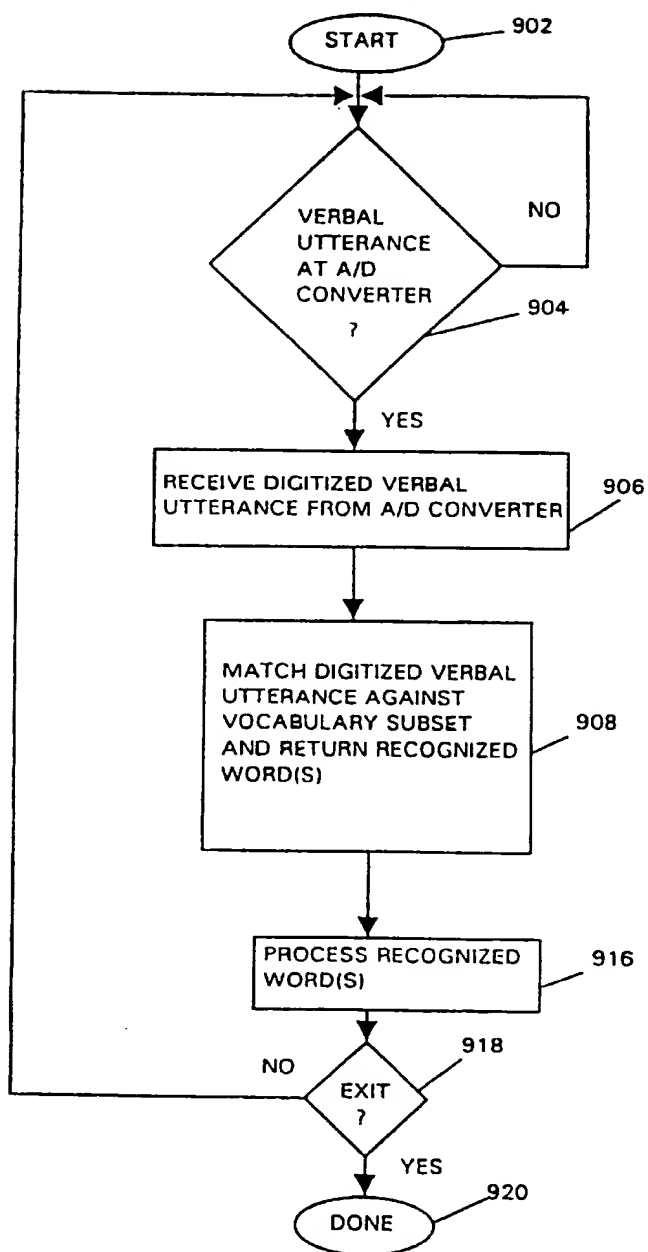 902
START
VERBAL
UTTERANCE
AT A/D
CONVERTER
?
NO
904
YES
RECEIVE DIGITIZED VERBAL
UTTERANCE FROM A/D CONVERTER
906
MATCH DIGITIZED VERBAL
UTTERANCE AGAINST
VOCABULARY SUBSET
AND RETURN RECOGNIZED
WORD(S)
908
PROCESS RECOGNIZED
WORD(S)
916
918
NO
EXIT
?
YES
920
DONE